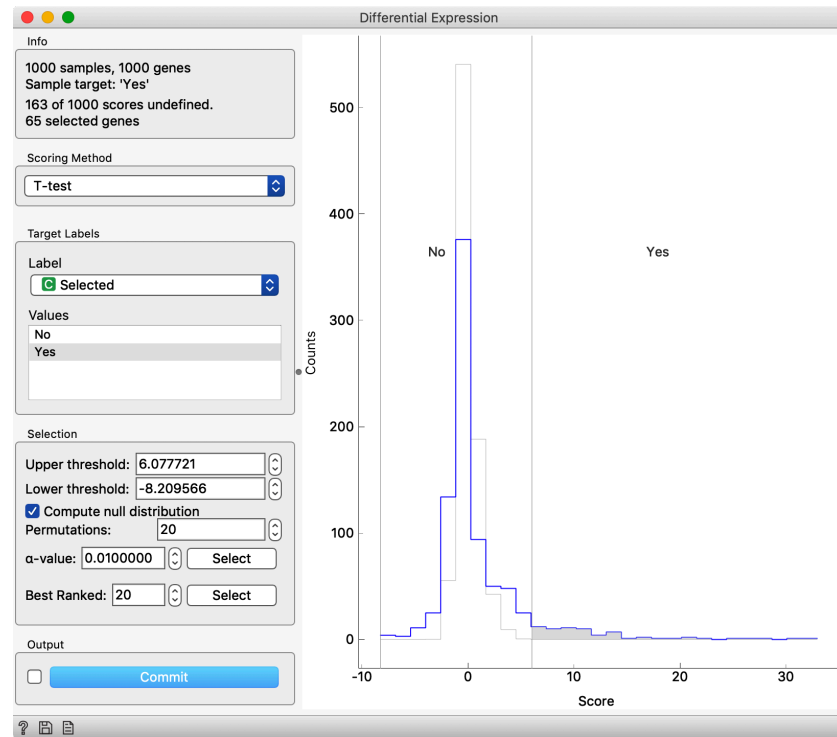 Differential Expression
Info
1000 samples, 1000 genes
Sample target: 'Yes'
163 of 1000 scores undefined.
65 selected genes
Scoring Method
T-test
Target Labels
Label
C Selected
Values
No
Yes
Selection
Upper threshold: 6.077721
Lower threshold: -8.209566
Compute null distribution
Permutations: 20
α-value: 0.0100000 Select
Best Ranked: 20 Select
Output
Commit
?
Counts
500
400
300
200
100
0
No Yes
-10 0 10 20 30
Score